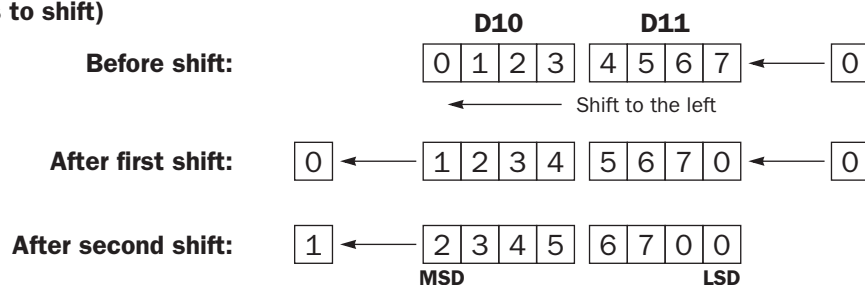 to shift)
D10 D11
Before shift: 0 1 2 3 4 5 6 7 0
Shift to the left
After first shift: 0 1 2 3 4 5 6 7 0 0
After second shift: 1 2 3 4 5 6 7 0 0
MSD LSD